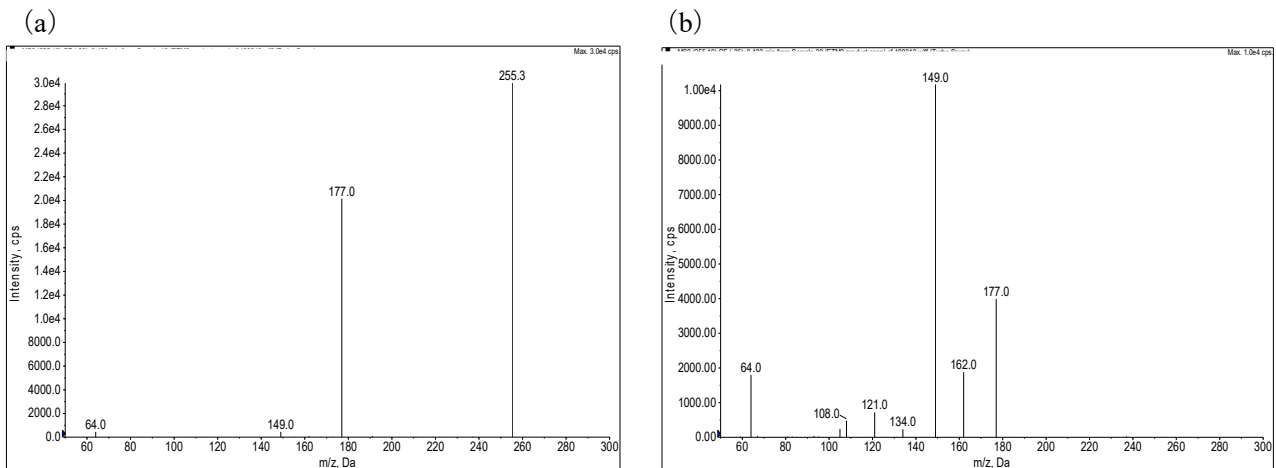 (a)
(b)
Max. 3.0e4 cps.
Max. 1.0e4 cps.
3.0e4
2.8e4
2.6e4
2.4e4
2.2e4
2.0e4
1.8e4
1.6e4
1.4e4
1.2e4
1.0e4
8000.0
6000.0
4000.0
2000.0
0.0
Intensity, cps
255.3
177.0
64.0
149.0
60 80 100 120 140 160 180 200 220 240 260 280 300
m/z, Da
1.00e4
9000.00
8000.00
7000.00
6000.00
5000.00
4000.00
3000.00
2000.00
1000.00
0.00
Intensity, cps
149.0
177.0
64.0
162.0
108.0
121.0
134.0
60 80 100 120 140 160 180 200 220 240 260 280 300
m/z, Da